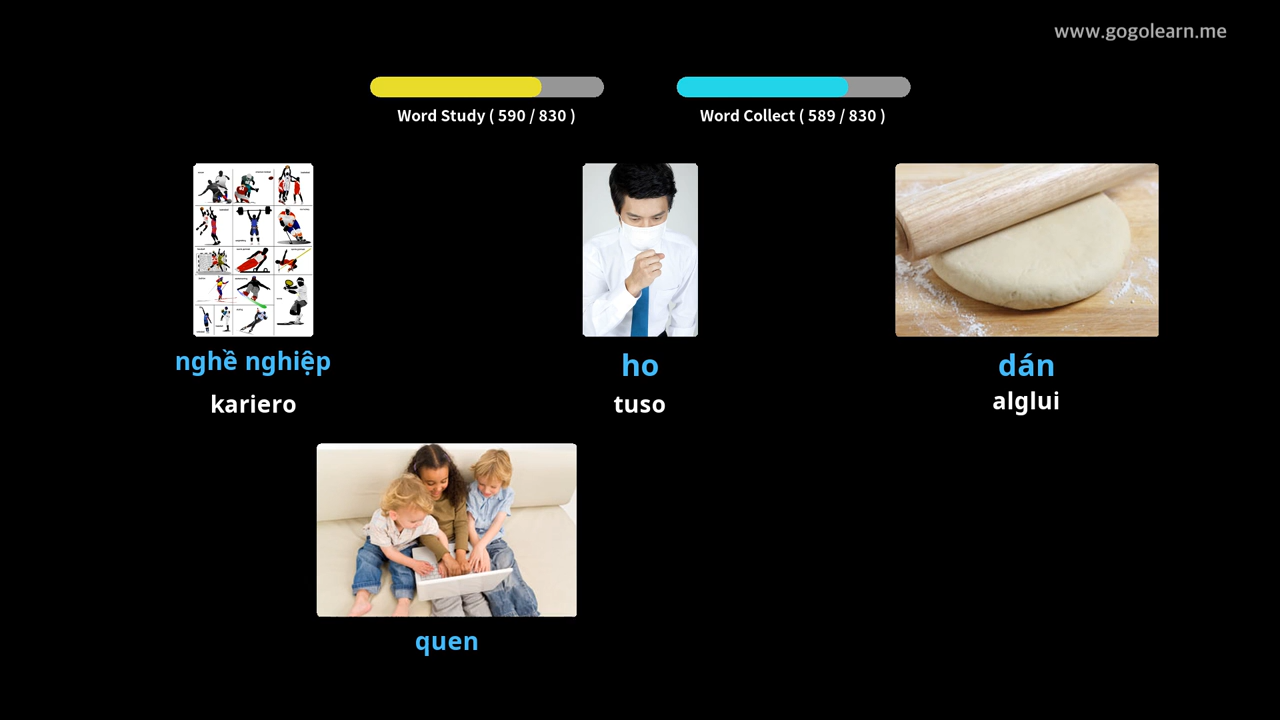 www.gogolearn.me
Word Study ( 590 / 830 )
Word Collect ( 589 / 830 )
nghề nghiệp
kariero
ho
tuso
dán
alglui
quen